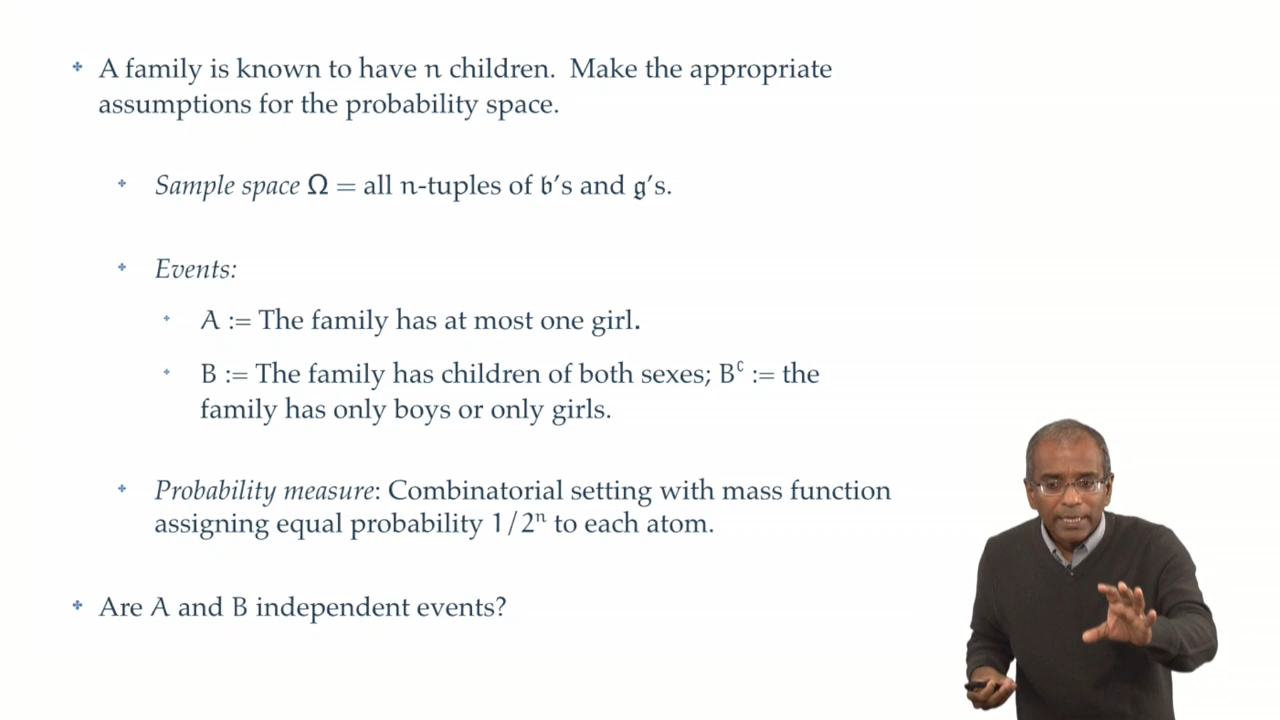 A family is known to have n children. Make the appropriate
assumptions for the probability space.
Sample space Ω = all n-tuples of 𝔟's and 𝔤's.
Events:
A := The family has at most one girl.
B := The family has children of both sexes; Bᶜ := the
family has only boys or only girls.
Probability measure: Combinatorial setting with mass function
assigning equal probability 1/2ⁿ to each atom.
Are A and B independent events?